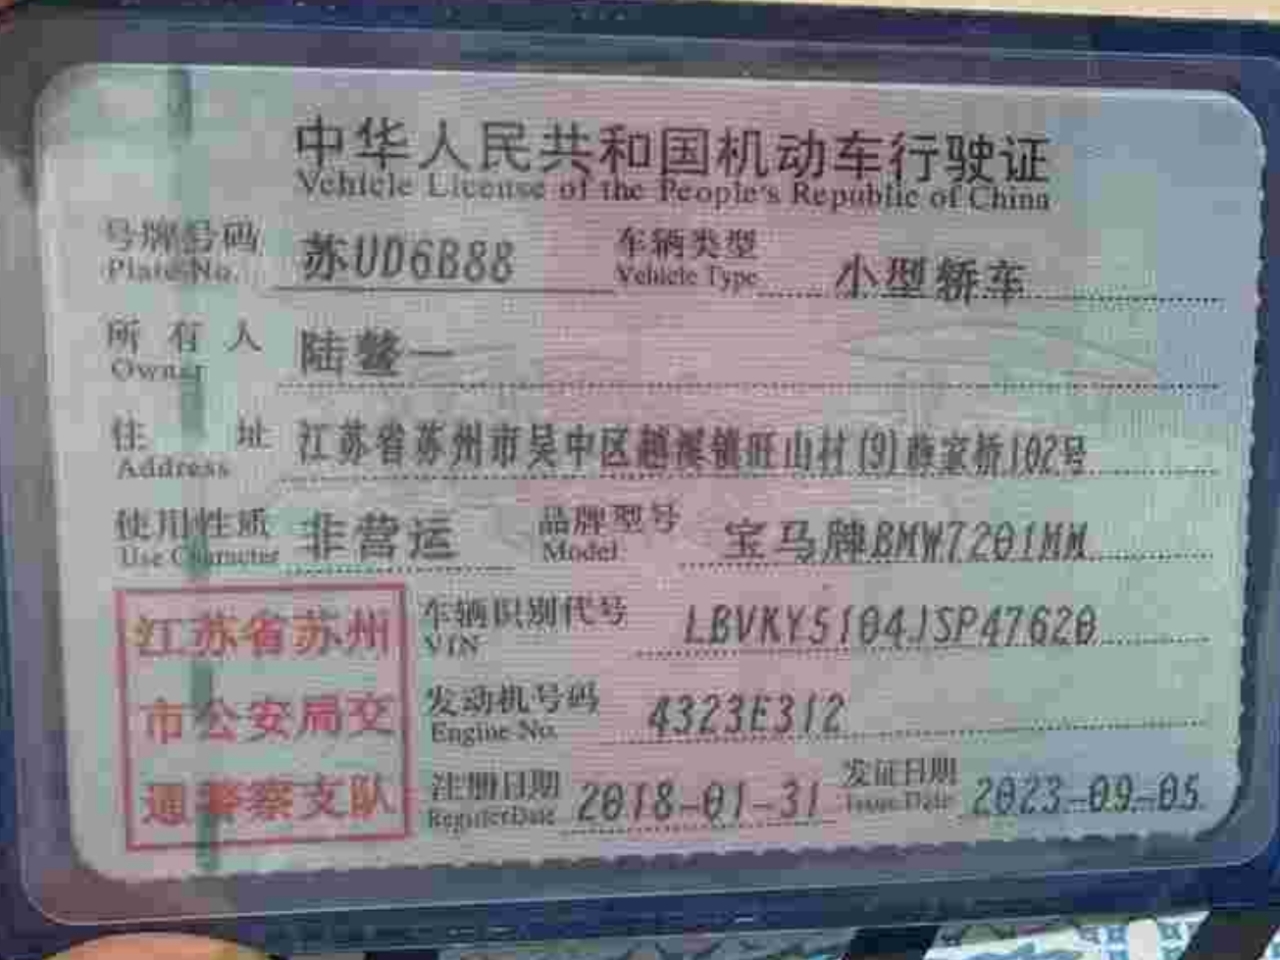 中华人民共和国机动车行驶证
Vehicle License of the People's Republic of China
号牌号码 苏UD6B88 车辆类型 小型轿车
Plate No. Vehicle Type
所有人 陆鳌一
Owner
住址 江苏省苏州市吴中区越溪镇旺山村(9)薛家桥102号
Address
使用性质 非营运 品牌型号 宝马牌BMW7201MM
Use Character Model
江苏省苏州
市公安局交
通警察支队
车辆识别代号 LBVKY5104JSP47620
VIN
发动机号码 4323E312
Engine No.
注册日期 2018-01-31 发证日期 2023-09-05
Register Date Issue Date